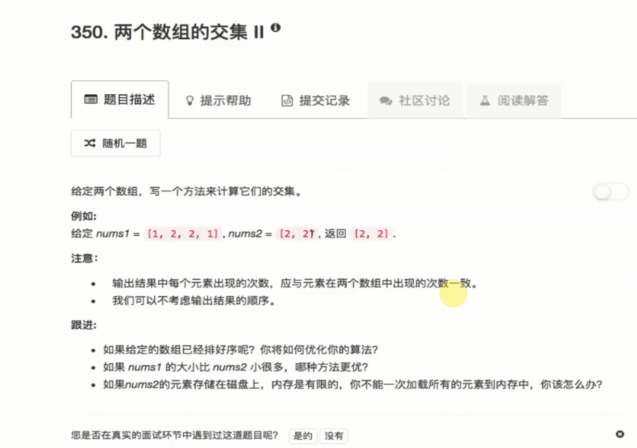 350. 两个数组的交集 II
题目描述 提示帮助 提交记录 社区讨论 阅读解答
随机一题
给定两个数组，写一个方法来计算它们的交集。
例如:
给定 nums1 = [1, 2, 2, 1], nums2 = [2, 2], 返回 [2, 2].
注意：
输出结果中每个元素出现的次数，应与元素在两个数组中出现的次数一致。
我们可以不考虑输出结果的顺序。
跟进:
如果给定的数组已经排好序呢？你将如何优化你的算法？
如果 nums1 的大小比 nums2 小很多，哪种方法更优？
如果nums2的元素存储在磁盘上，内存是有限的，你不能一次加载所有的元素到内存中，你该怎么办？
您是否在真实的面试环节中遇到过这道题目呢？ 是的 没有